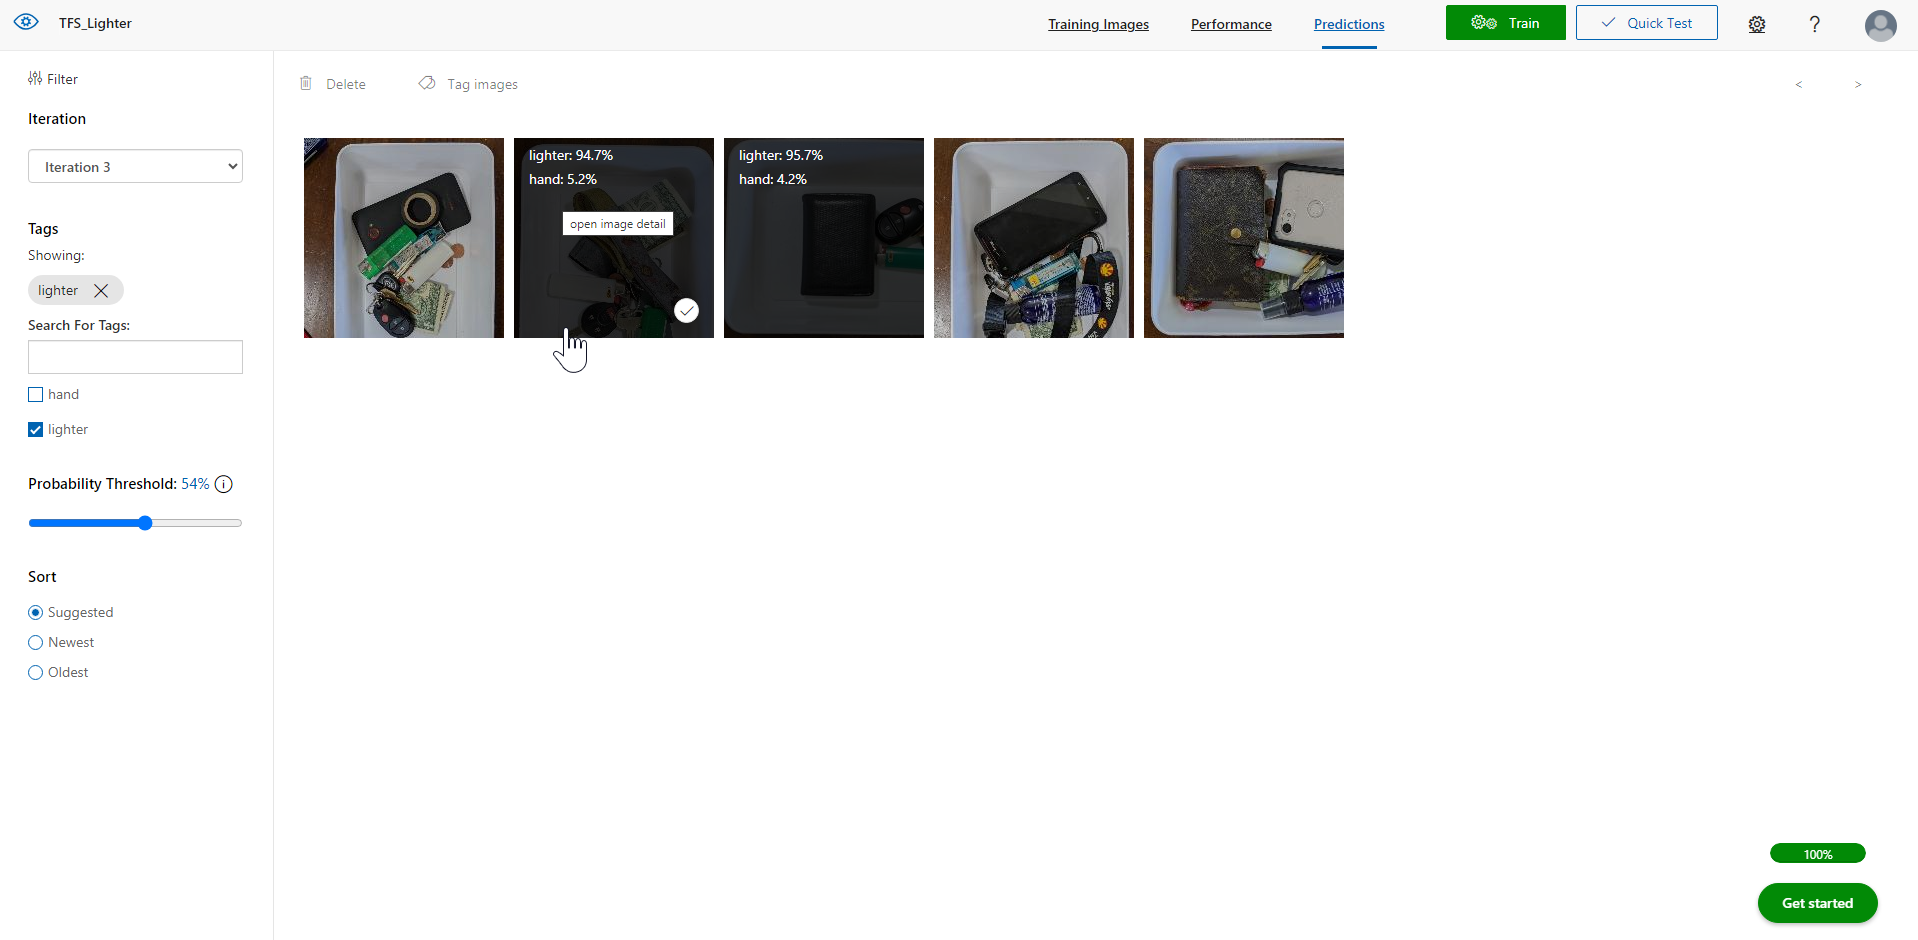 TFS_Lighter
Training Images
Performance
Predictions
Train
Quick Test
?
Filter
Delete
Tag images
<
>
Iteration
Iteration 3
Tags
Showing:
lighter
Search For Tags:
hand
lighter
Probability Threshold: 54%
Sort
Suggested
Newest
Oldest
lighter: 94.7%
hand: 5.2%
open image detail
lighter: 95.7%
hand: 4.2%
100%
Get started